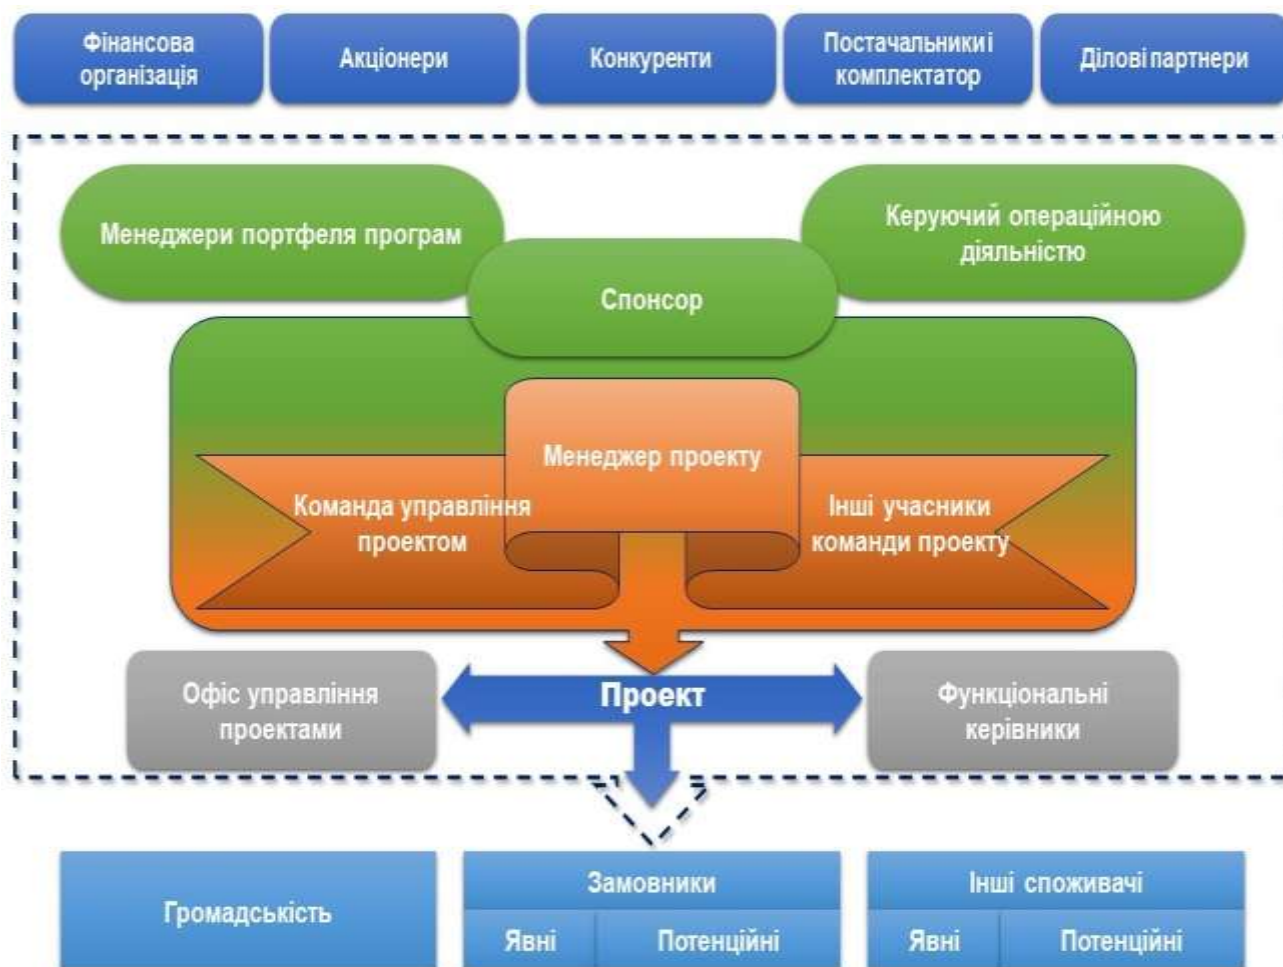 Фінансова
організація
Акціонери
Конкуренти
Постачальники і
комплектатор
Ділові партнери
Менеджери портфеля програм
Керуючий операційною
діяльністю
Спонсор
Менеджер проекту
Команда управління
проектом
Інші учасники
команди проекту
Офіс управління
проектами
Проект
Функціональні
керівники
Громадськість
Замовники
Явні
Потенційні
Інші споживачі
Явні
Потенційні